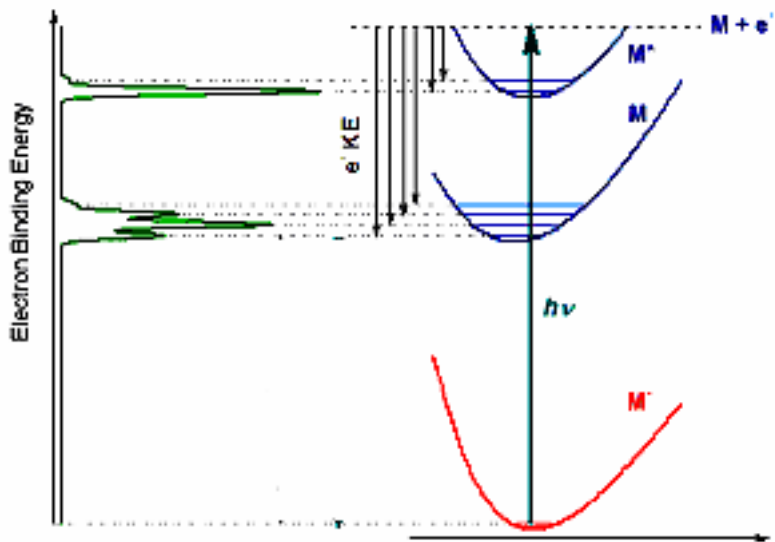 M + e⁻
M*
M
Electron Binding Energy
e⁻ KE
hν
M⁻